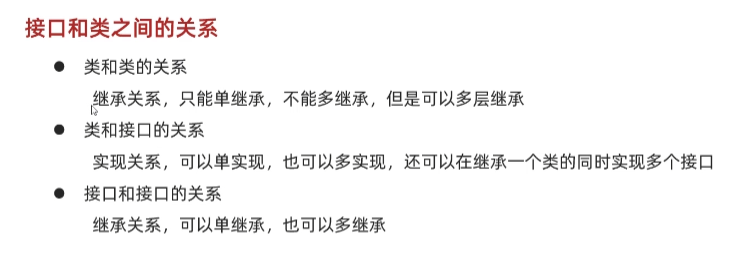 接口和类之间的关系
● 类和类的关系
继承关系，只能单继承，不能多继承，但是可以多层继承
● 类和接口的关系
实现关系，可以单实现，也可以多实现，还可以在继承一个类的同时实现多个接口
● 接口和接口的关系
继承关系，可以单继承，也可以多继承